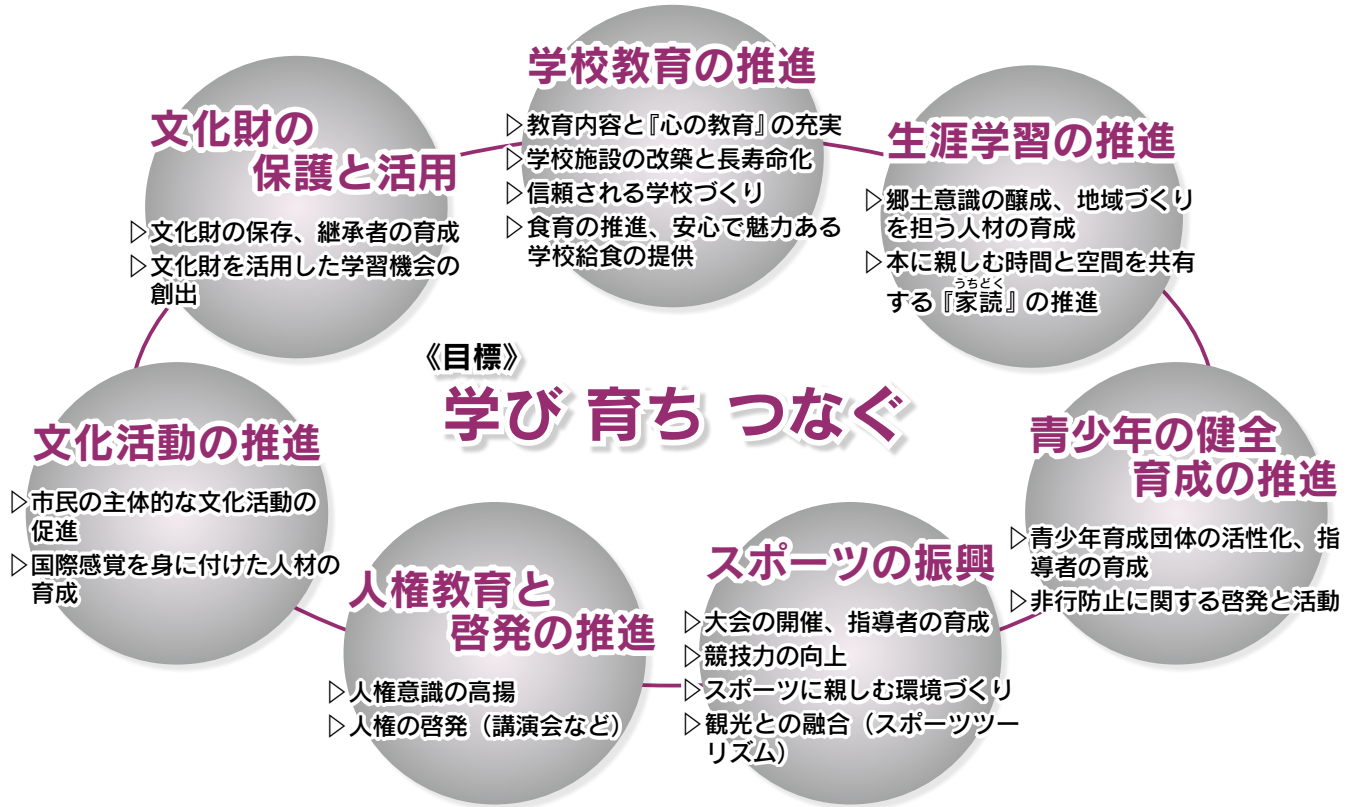 学校教育の推進
▷教育内容と『心の教育』の充実
▷学校施設の改築と長寿命化
▷信頼される学校づくり
▷食育の推進、安心で魅力ある
学校給食の提供
生涯学習の推進
▷郷土意識の醸成、地域づくり
を担う人材の育成
▷本に親しむ時間と空間を共有
うちどく
する『家読』の推進
青少年の健全
育成の推進
▷青少年育成団体の活性化、指
導者の育成
▷非行防止に関する啓発と活動
スポーツの振興
▷大会の開催、指導者の育成
▷競技力の向上
▷スポーツに親しむ環境づくり
▷観光との融合（スポーツツー
リズム）
人権教育と
啓発の推進
▷人権意識の高揚
▷人権の啓発（講演会など）
文化活動の推進
▷市民の主体的な文化活動の
促進
▷国際感覚を身に付けた人材の
育成
文化財の
保護と活用
▷文化財の保存、継承者の育成
▷文化財を活用した学習機会の
創出
《目標》
学び 育ち つなぐ